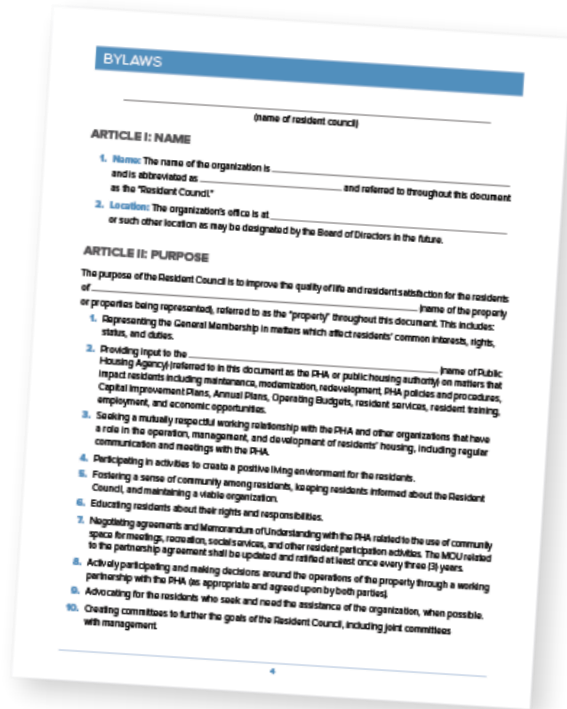 BYLAWS
(name of resident council)
ARTICLE I: NAME
1. Name: The name of the organization is
and is abbreviated as and referred to throughout this document
as the "Resident Council."
2. Location: The organization's office is at
or such other location as may be designated by the Board of Directors in the future.
ARTICLE II: PURPOSE
The purpose of the Resident Council is to improve the quality of life and resident satisfaction for the residents
of (name of the property
or properties being represented), referred to as the "property" throughout this document. This includes:
1. Representing the General Membership in matters which affect residents' common interests, rights,
status, and duties.
2. Providing input to the (name of Public
Housing Agency) (referred to in this document as the PHA or public housing authority) on matters that
impact residents including maintenance, modernization, redevelopment, PHA policies and procedures,
Capital Improvement Plans, Annual Plans, Operating Budgets, resident services, resident training,
employment, and economic opportunities.
3. Seeking a mutually respectful working relationship with the PHA and other organizations that have
a role in the operation, management, and development of residents' housing, including regular
communication and meetings with the PHA.
4. Participating in activities to create a positive living environment for the residents.
5. Fostering a sense of community among residents, keeping residents informed about the Resident
Council, and maintaining a viable organization.
6. Educating residents about their rights and responsibilities.
7. Negotiating agreements and Memorandum of Understanding with the PHA related to the use of community
space for meetings, recreation, social services, and other resident participation activities. The MOU related
to the partnership agreement shall be updated and ratified at least once every three (3) years.
8. Actively participating and making decisions around the operations of the property through a working
partnership with the PHA (as appropriate and agreed upon by both parties).
9. Advocating for the residents who seek and need the assistance of the organization, when possible.
10. Creating committees to further the goals of the Resident Council, including joint committees
with management.
4